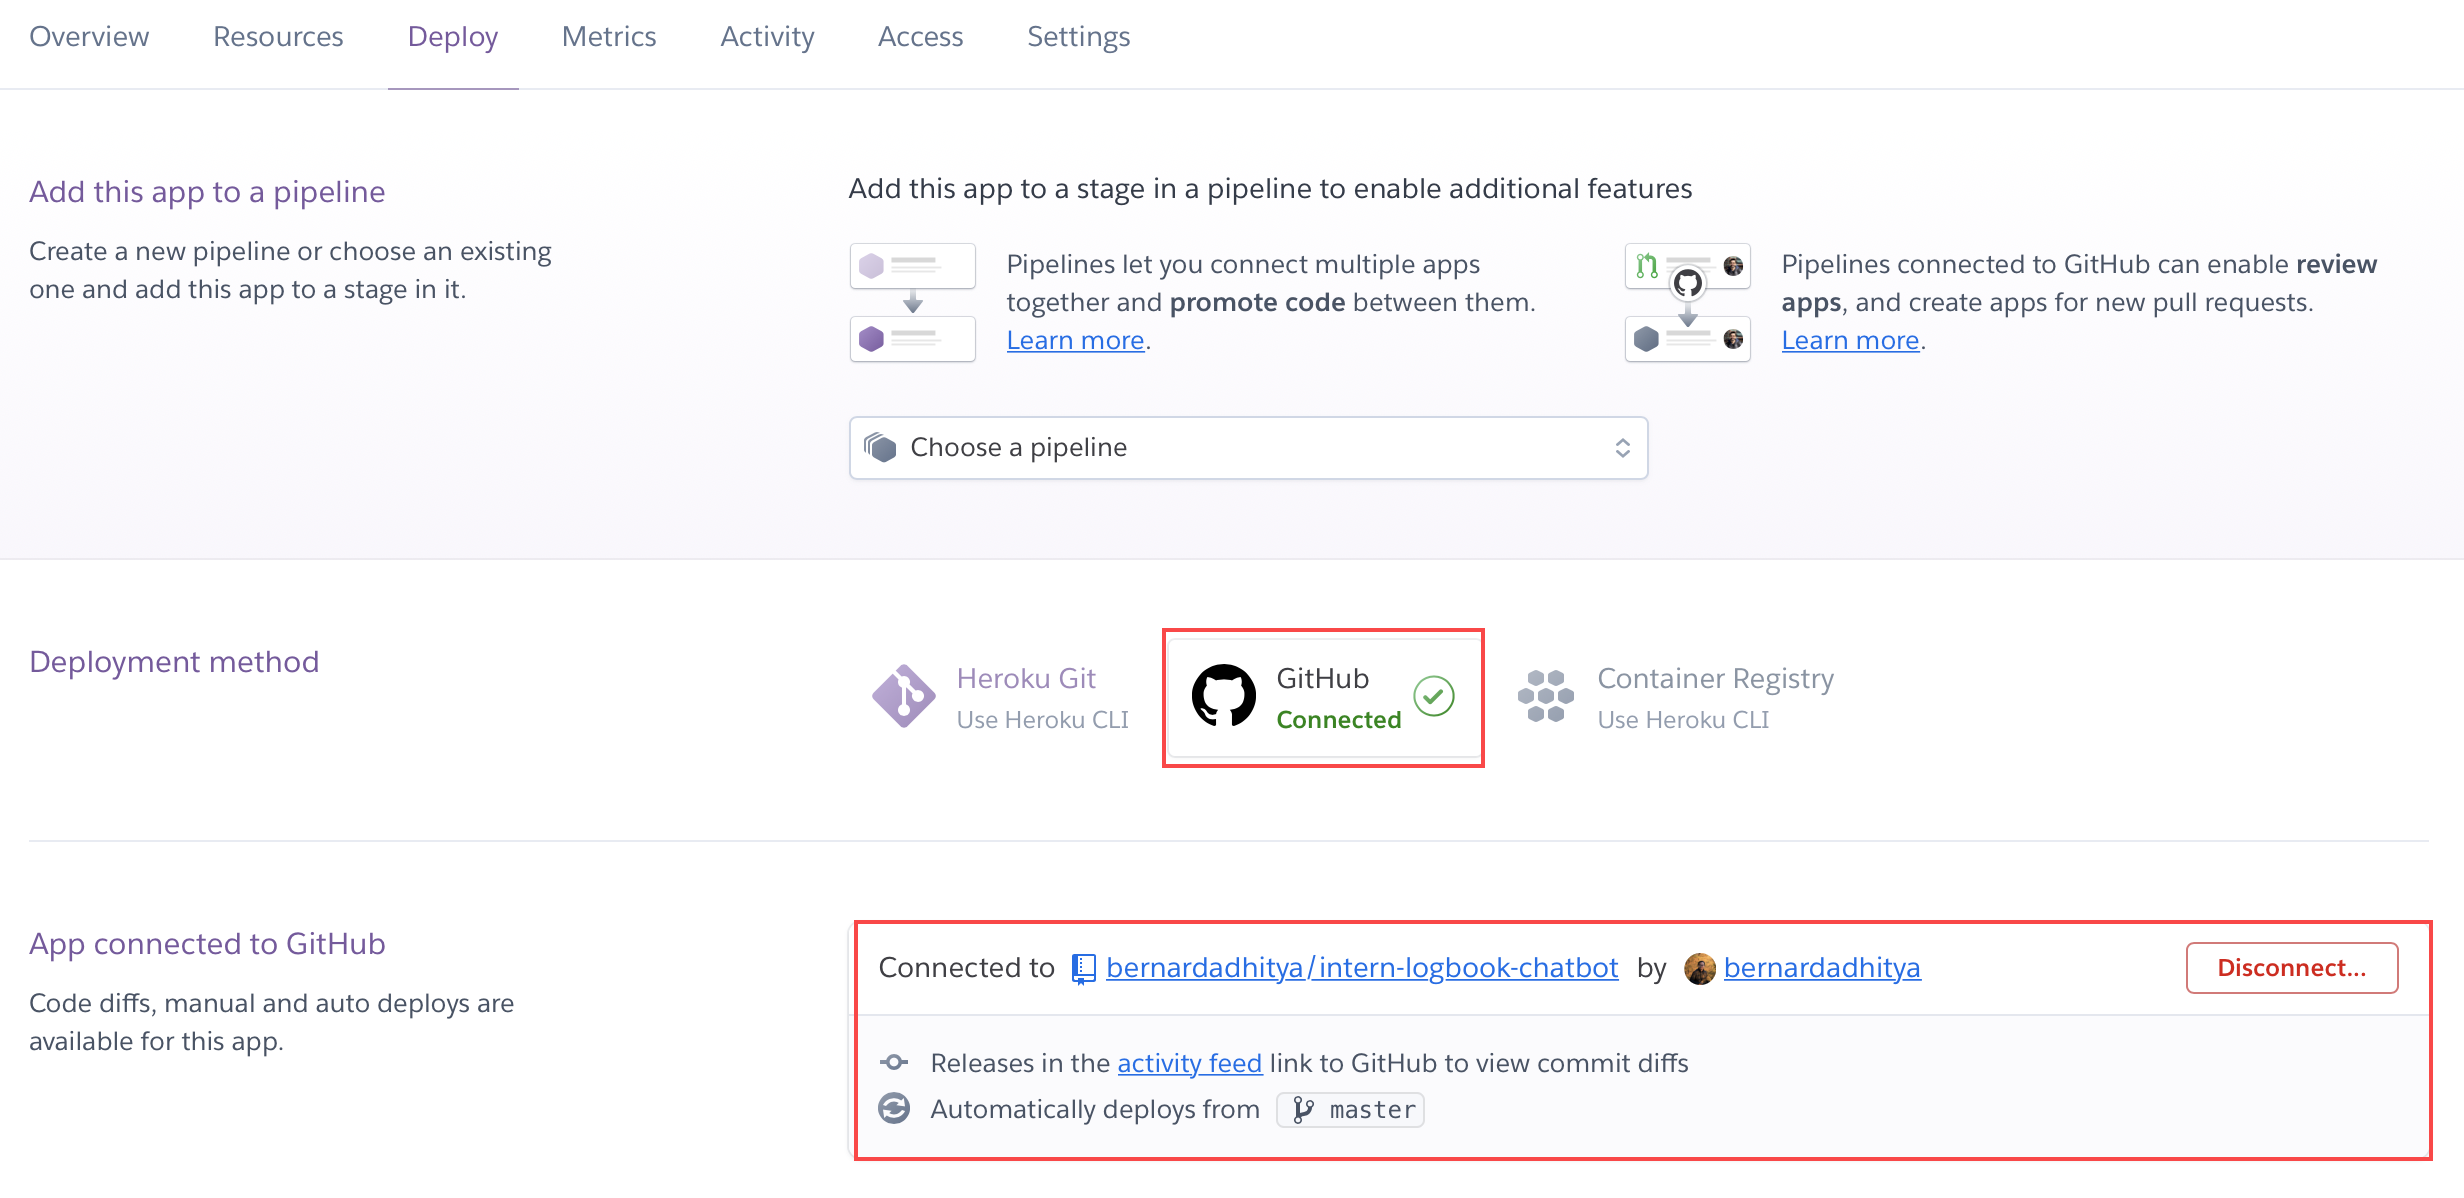 Overview Resources Deploy Metrics Activity Access Settings
Add this app to a pipeline
Create a new pipeline or choose an existing
one and add this app to a stage in it.
Add this app to a stage in a pipeline to enable additional features
Pipelines let you connect multiple apps
together and promote code between them.
Learn more.
Pipelines connected to GitHub can enable review
apps, and create apps for new pull requests.
Learn more.
Choose a pipeline
Deployment method
Heroku Git
Use Heroku CLI
GitHub
Connected
Container Registry
Use Heroku CLI
App connected to GitHub
Code diffs, manual and auto deploys are
available for this app.
Connected to bernardadhitya/intern-logbook-chatbot by bernardadhitya Disconnect...
Releases in the activity feed link to GitHub to view commit diffs
Automatically deploys from master